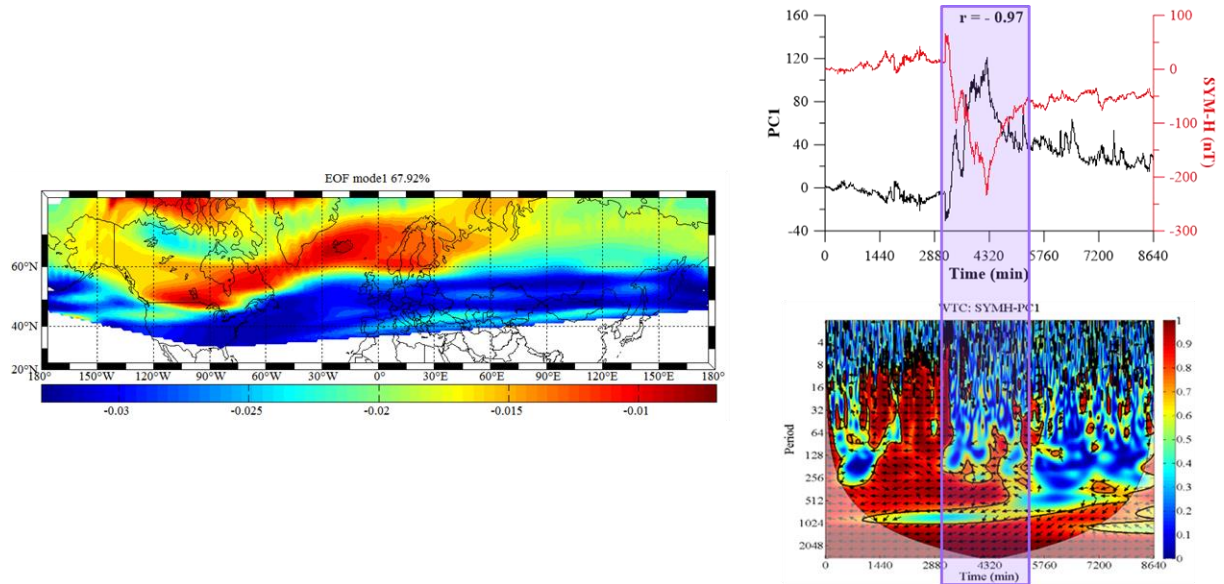 EOF mode1 67.92%
60°N
40°N
20°N
180° 150°W 120°W 90°W 60°W 30°W 0° 30°E 60°E 90°E 120°E 150°E 180°
-0.03 -0.025 -0.02 -0.015 -0.01
r = - 0.97
160
120
80
40
0
-40
PC1
100
0
-100
-200
-300
SYM-H (nT)
0 1440 2880 4320 5760 7200 8640
Time (min)
WTC: SYMH-PC1
4
8
16
32
64
128
256
512
1024
2048
Period
0 1440 2880 4320 5760 7200 8640
Time (min)
1
0.9
0.8
0.7
0.6
0.5
0.4
0.3
0.2
0.1
0